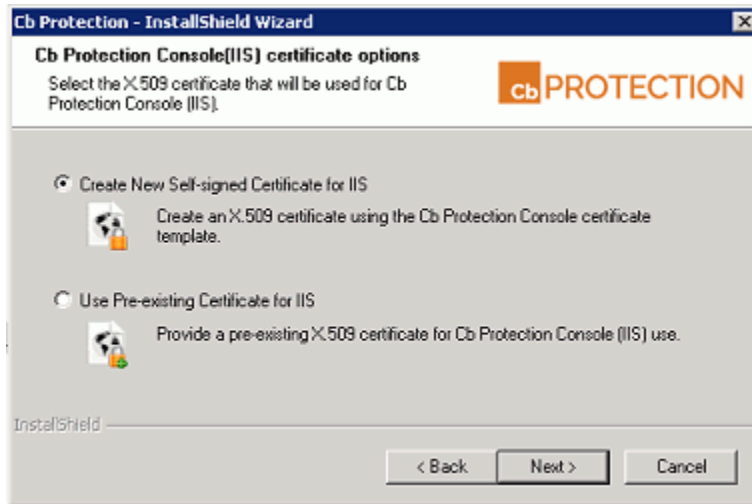 Cb Protection - InstallShield Wizard
Cb Protection Console(IIS) certificate options
Select the X.509 certificate that will be used for Cb
Protection Console (IIS).
Cb PROTECTION
Create New Self-signed Certificate for IIS
Create an X.509 certificate using the Cb Protection Console certificate
template.
Use Pre-existing Certificate for IIS
Provide a pre-existing X.509 certificate for Cb Protection Console (IIS) use.
InstallShield
< Back
Next >
Cancel